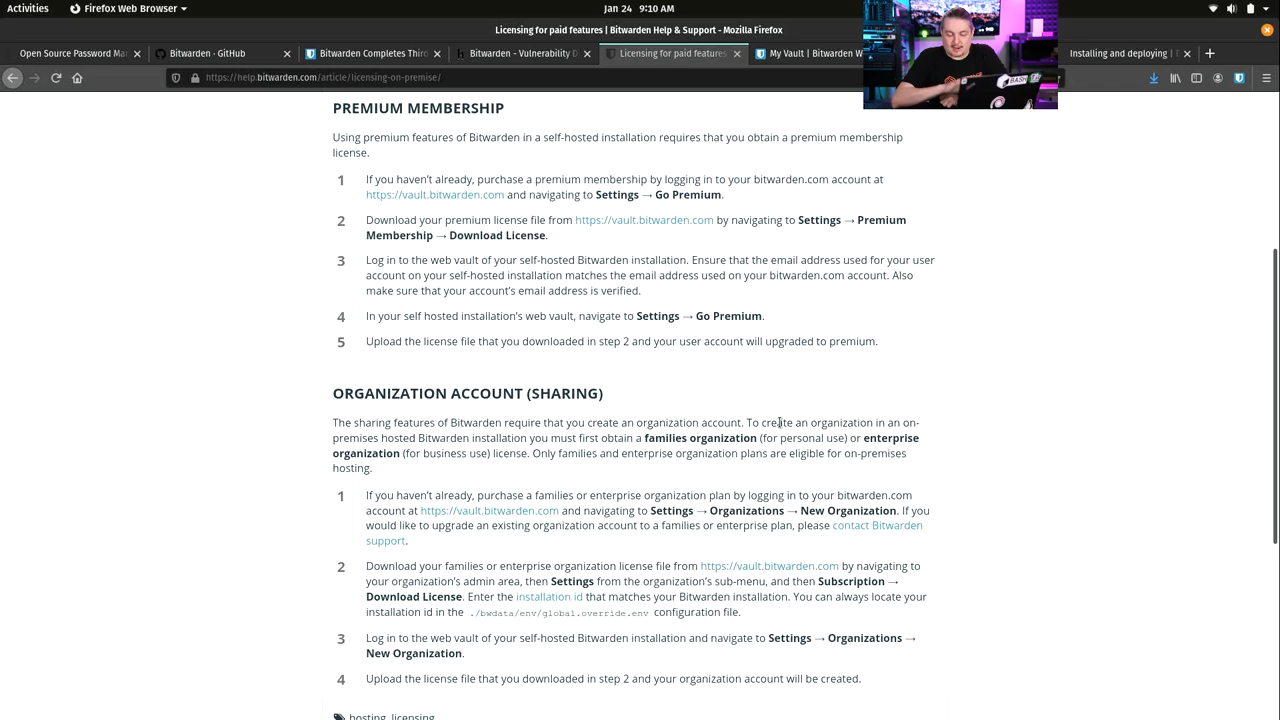 Activities
Firefox Web Browser
Jan 24 9:10 AM
Licensing for paid features | Bitwarden Help & Support - Mozilla Firefox
Source Password Ma
Bitwarden · GitHub
Bitwarden Completes Thir
Bitwarden - Vulnerability D
Licensing for paid features
My Vault | Bitwarden W
Installing and deploying
https://help.bitwarden.com/article/licensing-on-premise/
BASH
PREMIUM MEMBERSHIP
Using premium features of Bitwarden in a self-hosted installation requires that you obtain a premium membership
license.
1 If you haven’t already, purchase a premium membership by logging in to your bitwarden.com account at
https://vault.bitwarden.com and navigating to Settings → Go Premium.
2 Download your premium license file from https://vault.bitwarden.com by navigating to Settings → Premium
Membership → Download License.
3 Log in to the web vault of your self-hosted Bitwarden installation. Ensure that the email address used for your user
account on your self-hosted installation matches the email address used on your bitwarden.com account. Also
make sure that your account’s email address is verified.
4 In your self hosted installation’s web vault, navigate to Settings → Go Premium.
5 Upload the license file that you downloaded in step 2 and your user account will upgraded to premium.
ORGANIZATION ACCOUNT (SHARING)
The sharing features of Bitwarden require that you create an organization account. To create an organization in an on-
premises hosted Bitwarden installation you must first obtain a families organization (for personal use) or enterprise
organization (for business use) license. Only families and enterprise organization plans are eligible for on-premises
hosting.
1 If you haven’t already, purchase a families or enterprise organization plan by logging in to your bitwarden.com
account at https://vault.bitwarden.com and navigating to Settings → Organizations → New Organization. If you
would like to upgrade an existing organization account to a families or enterprise plan, please contact Bitwarden
support.
2 Download your families or enterprise organization license file from https://vault.bitwarden.com by navigating to
your organization’s admin area, then Settings from the organization’s sub-menu, and then Subscription →
Download License. Enter the installation id that matches your Bitwarden installation. You can always locate your
installation id in the ./bwdata/env/global.override.env configuration file.
3 Log in to the web vault of your self-hosted Bitwarden installation and navigate to Settings → Organizations →
New Organization.
4 Upload the license file that you downloaded in step 2 and your organization account will be created.
hosting, licensing